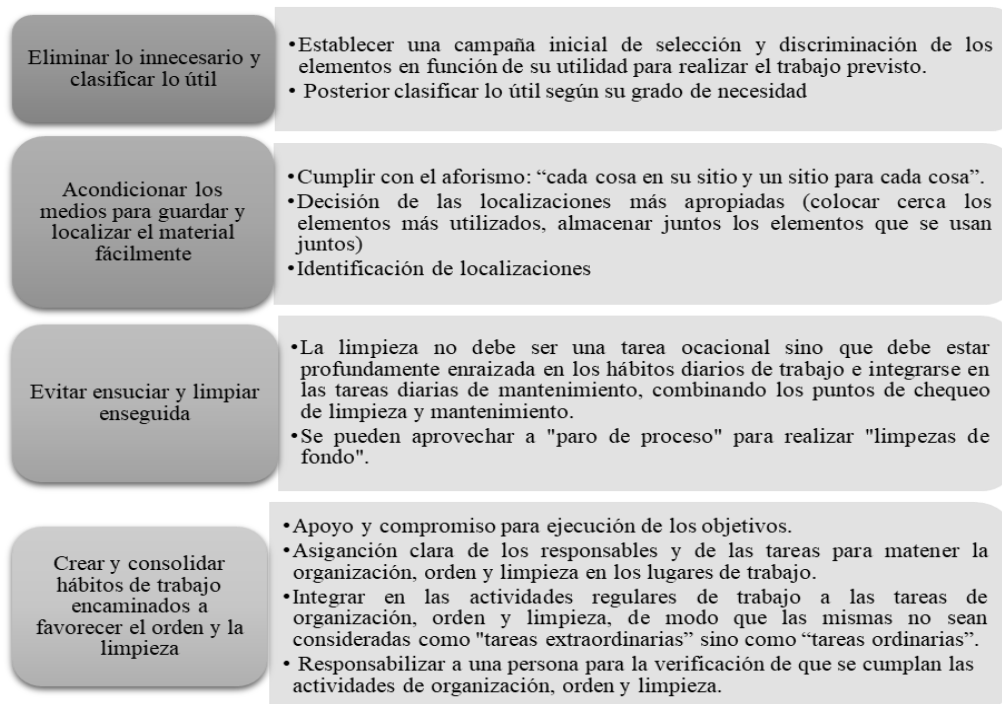 Eliminar lo innecesario y
clasificar lo útil
•Establecer una campaña inicial de selección y discriminación de los
elementos en función de su utilidad para realizar el trabajo previsto.
• Posterior clasificar lo útil según su grado de necesidad
Acondicionar los
medios para guardar y
localizar el material
fácilmente
•Cumplir con el aforismo: “cada cosa en su sitio y un sitio para cada cosa”.
•Decisión de las localizaciones más apropiadas (colocar cerca los
elementos más utilizados, almacenar juntos los elementos que se usan
juntos)
•Identificación de localizaciones
Evitar ensuciar y limpiar
enseguida
•La limpieza no debe ser una tarea ocacional sino que debe estar
profundamente enraizada en los hábitos diarios de trabajo e integrarse en
las tareas diarias de mantenimiento, combinando los puntos de chequeo
de limpieza y mantenimiento.
•Se pueden aprovechar a "paro de proceso" para realizar "limpezas de
fondo".
Crear y consolidar
hábitos de trabajo
encaminados a
favorecer el orden y la
limpieza
•Apoyo y compromiso para ejecución de los objetivos.
•Asiganción clara de los responsables y de las tareas para matener la
organización, orden y limpieza en los lugares de trabajo.
•Integrar en las actividades regulares de trabajo a las tareas de
organización, orden y limpieza, de modo que las mismas no sean
consideradas como "tareas extraordinarias” sino como “tareas ordinarias”.
• Responsabilizar a una persona para la verificación de que se cumplan las
actividades de organización, orden y limpieza.